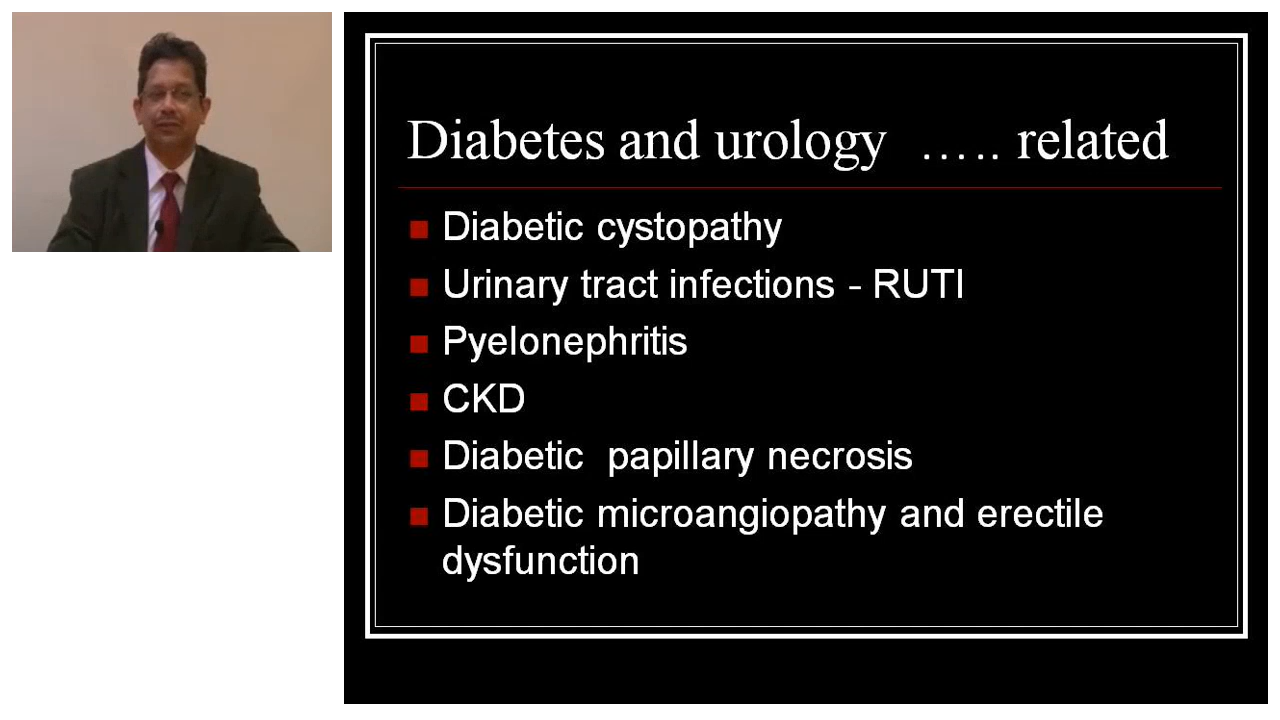 Diabetes and urology ..... related
Diabetic cystopathy
Urinary tract infections - RUTI
Pyelonephritis
CKD
Diabetic papillary necrosis
Diabetic microangiopathy and erectile
dysfunction